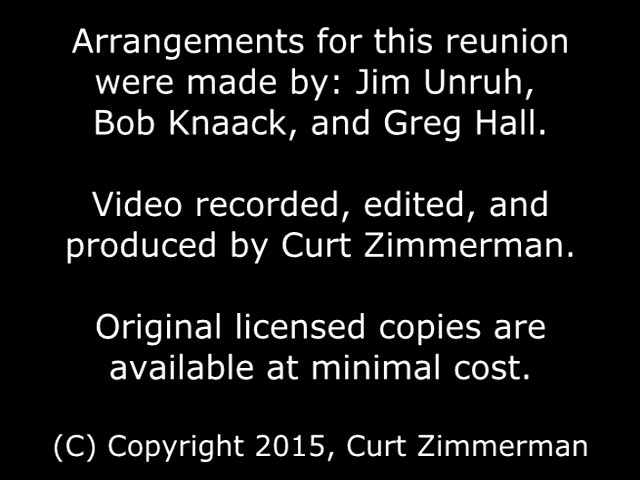 Arrangements for this reunion
were made by: Jim Unruh,
Bob Knaack, and Greg Hall.
Video recorded, edited, and
produced by Curt Zimmerman.
Original licensed copies are
available at minimal cost.
(C) Copyright 2015, Curt Zimmerman